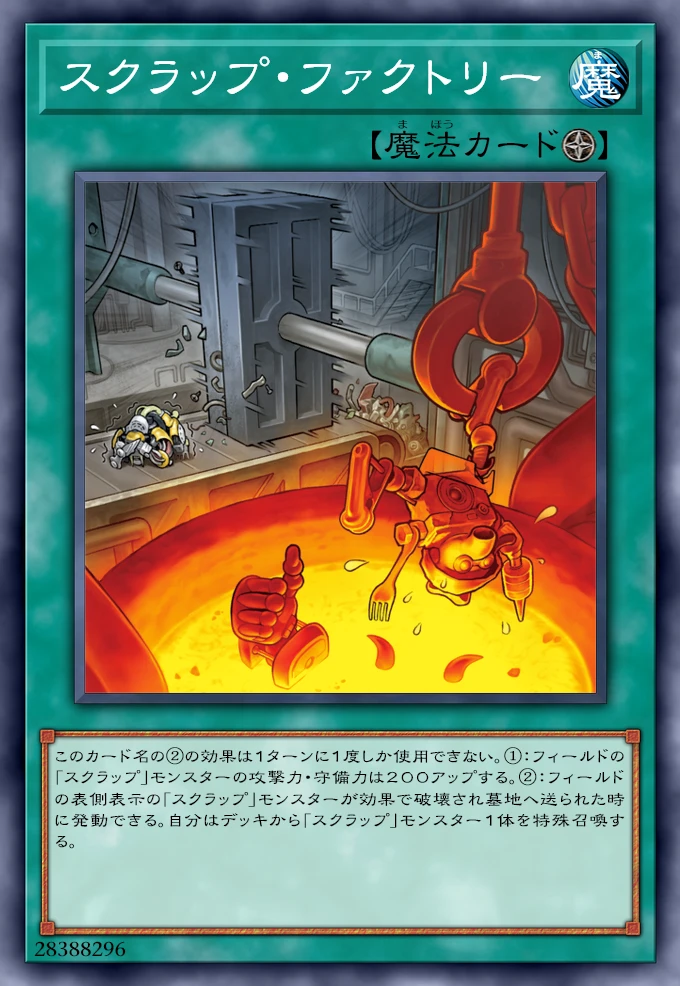 スクラップ・ファクトリー
ま
魔
ま ほう
【魔法カード】
このカード名の②の効果は1ターンに1度しか使用できない。①:フィールドの
「スクラップ」モンスターの攻撃力・守備力は200アップする。②:フィールド
の表側表示の「スクラップ」モンスターが効果で破壊され墓地へ送られた時
に発動できる。自分はデッキから「スクラップ」モンスター1体を特殊召喚す
る。
28388296